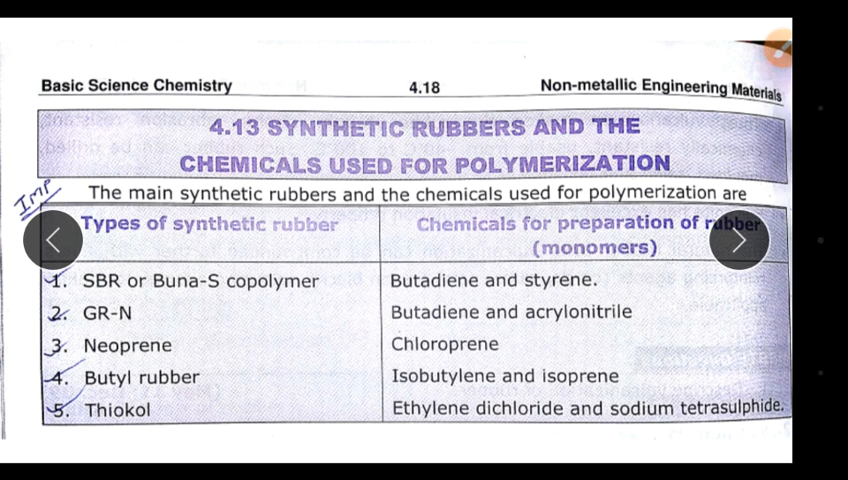 Basic Science Chemistry 4.18 Non-metallic Engineering Materials
4.13 SYNTHETIC RUBBERS AND THE
CHEMICALS USED FOR POLYMERIZATION
IMP
The main synthetic rubbers and the chemicals used for polymerization are
Types of synthetic rubber Chemicals for preparation of rubber
(monomers)
1. SBR or Buna-S copolymer Butadiene and styrene.
2. GR-N Butadiene and acrylonitrile
3. Neoprene Chloroprene
4. Butyl rubber Isobutylene and isoprene
5. Thiokol Ethylene dichloride and sodium tetrasulphide.